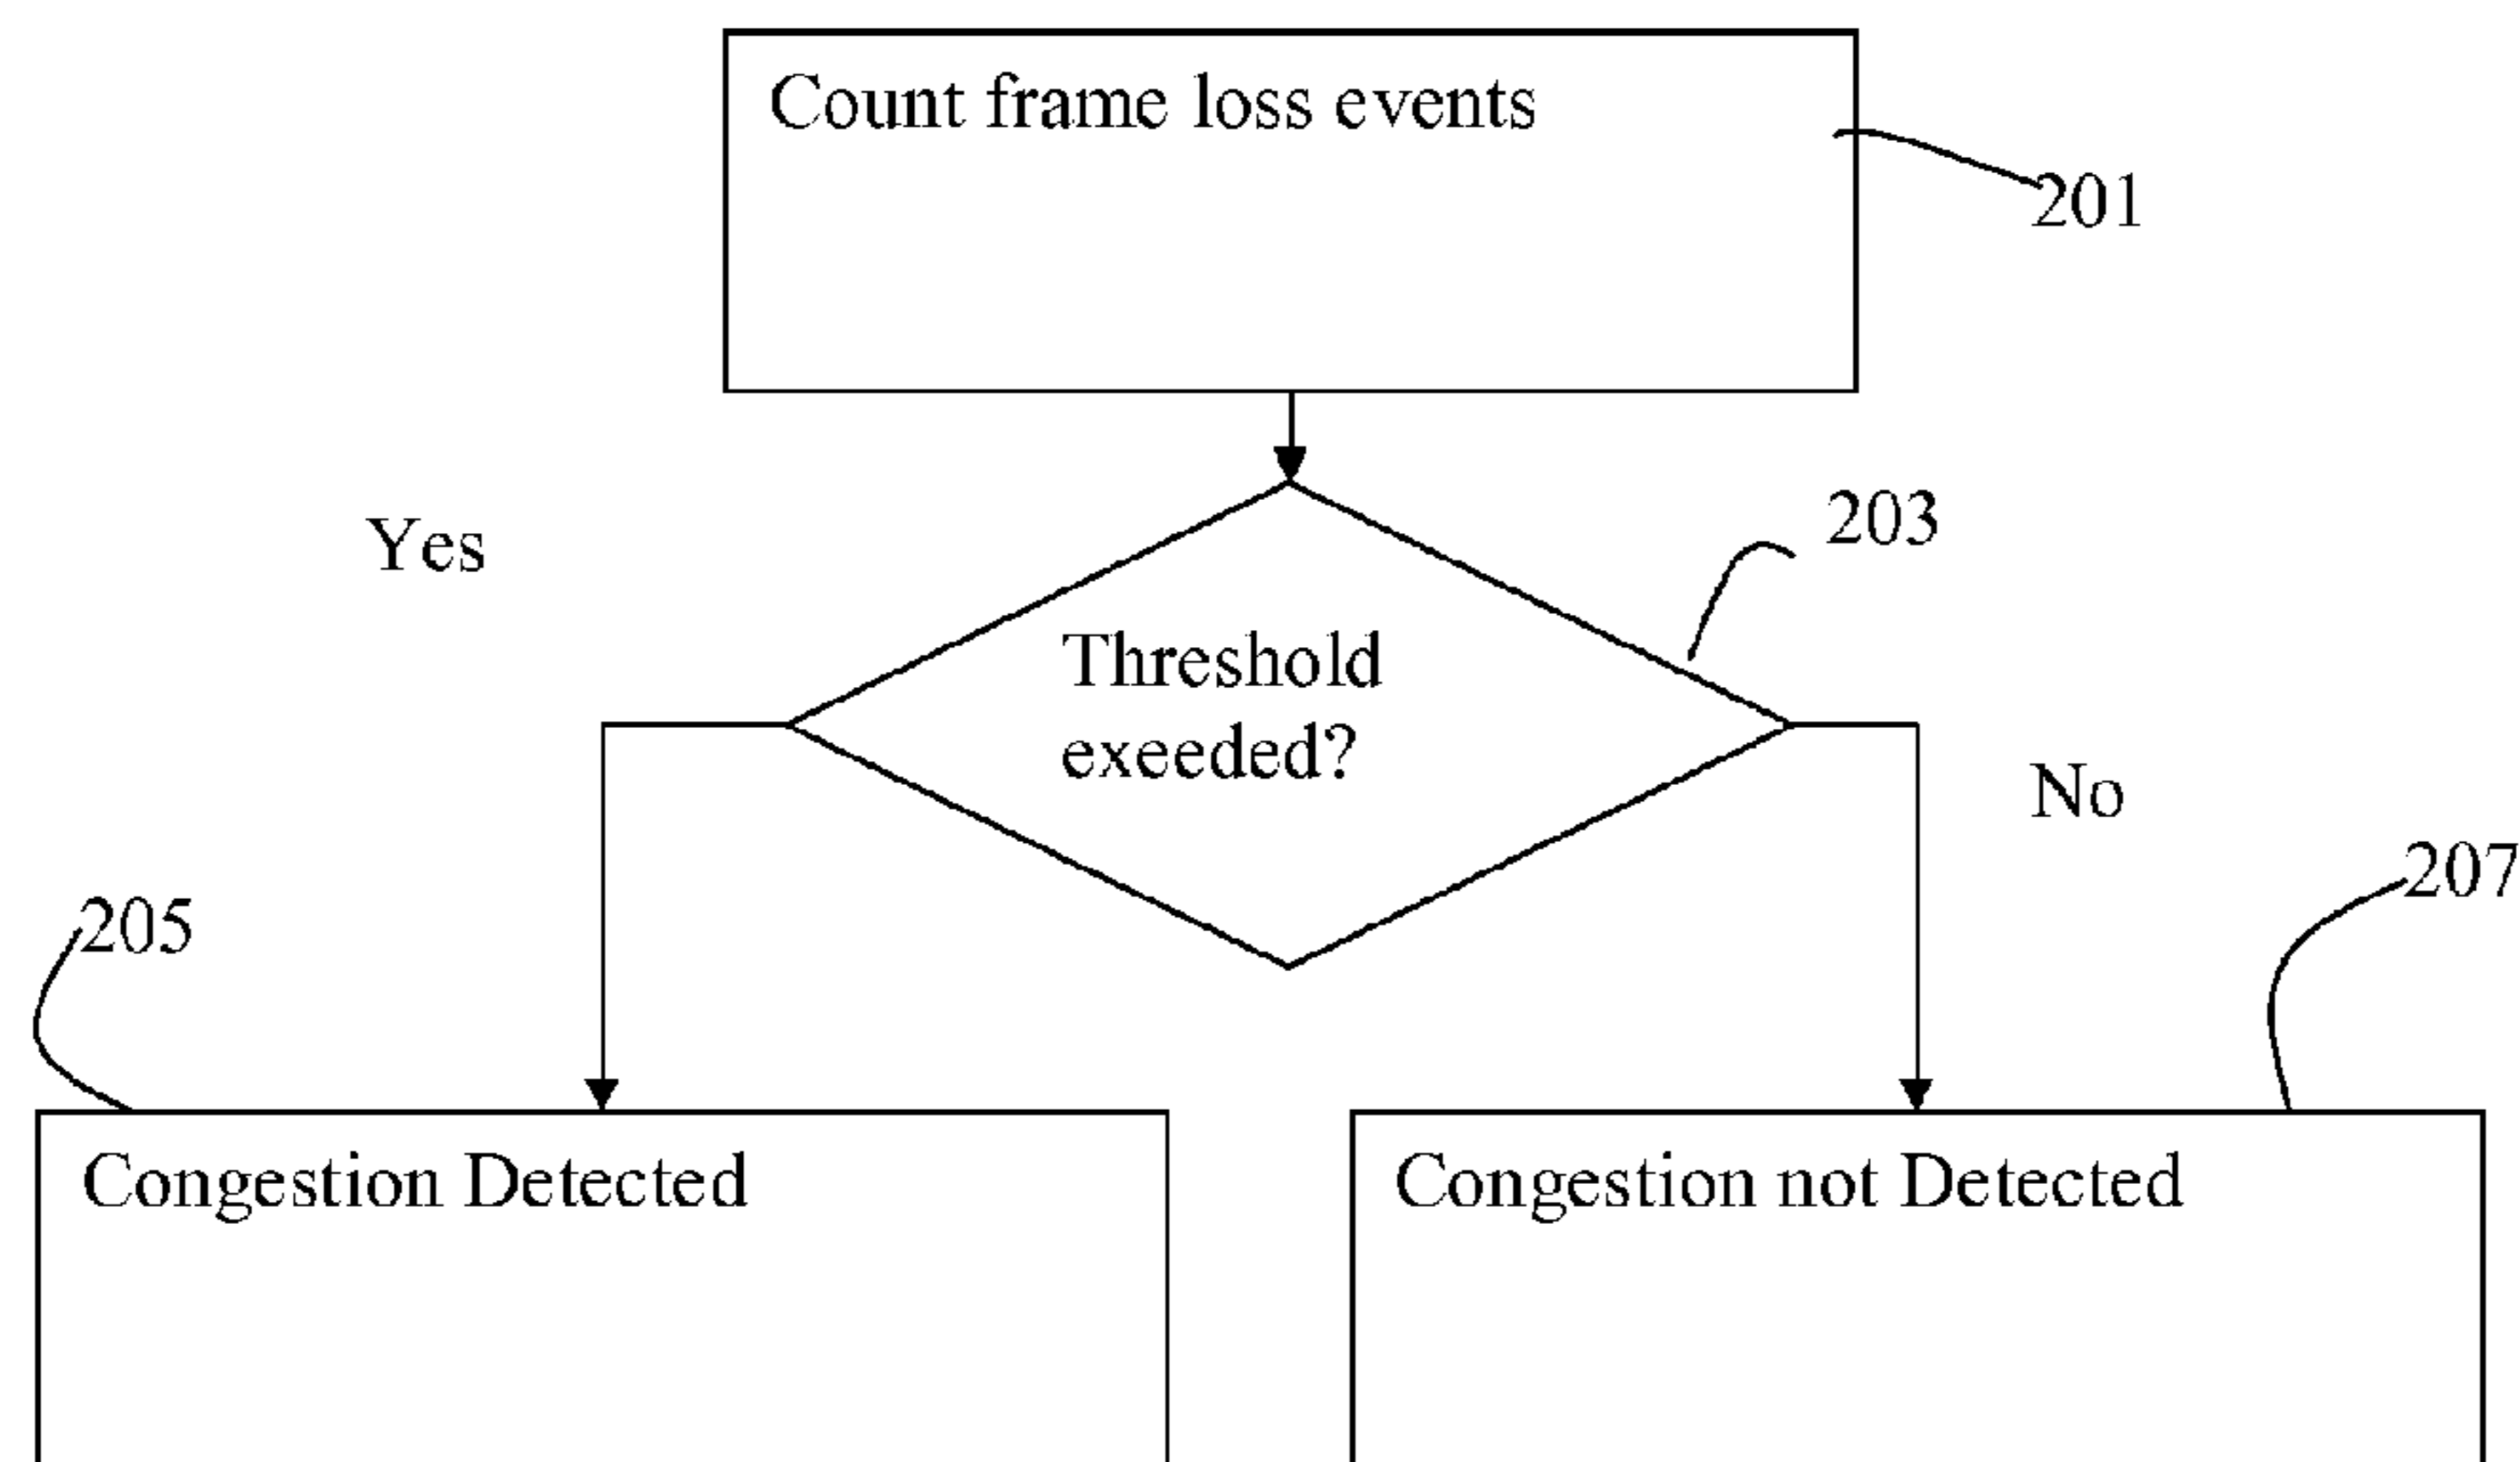 Count frame loss events
201
Yes
203
Threshold
exeeded?
No
207
205
Congestion Detected
Congestion not Detected